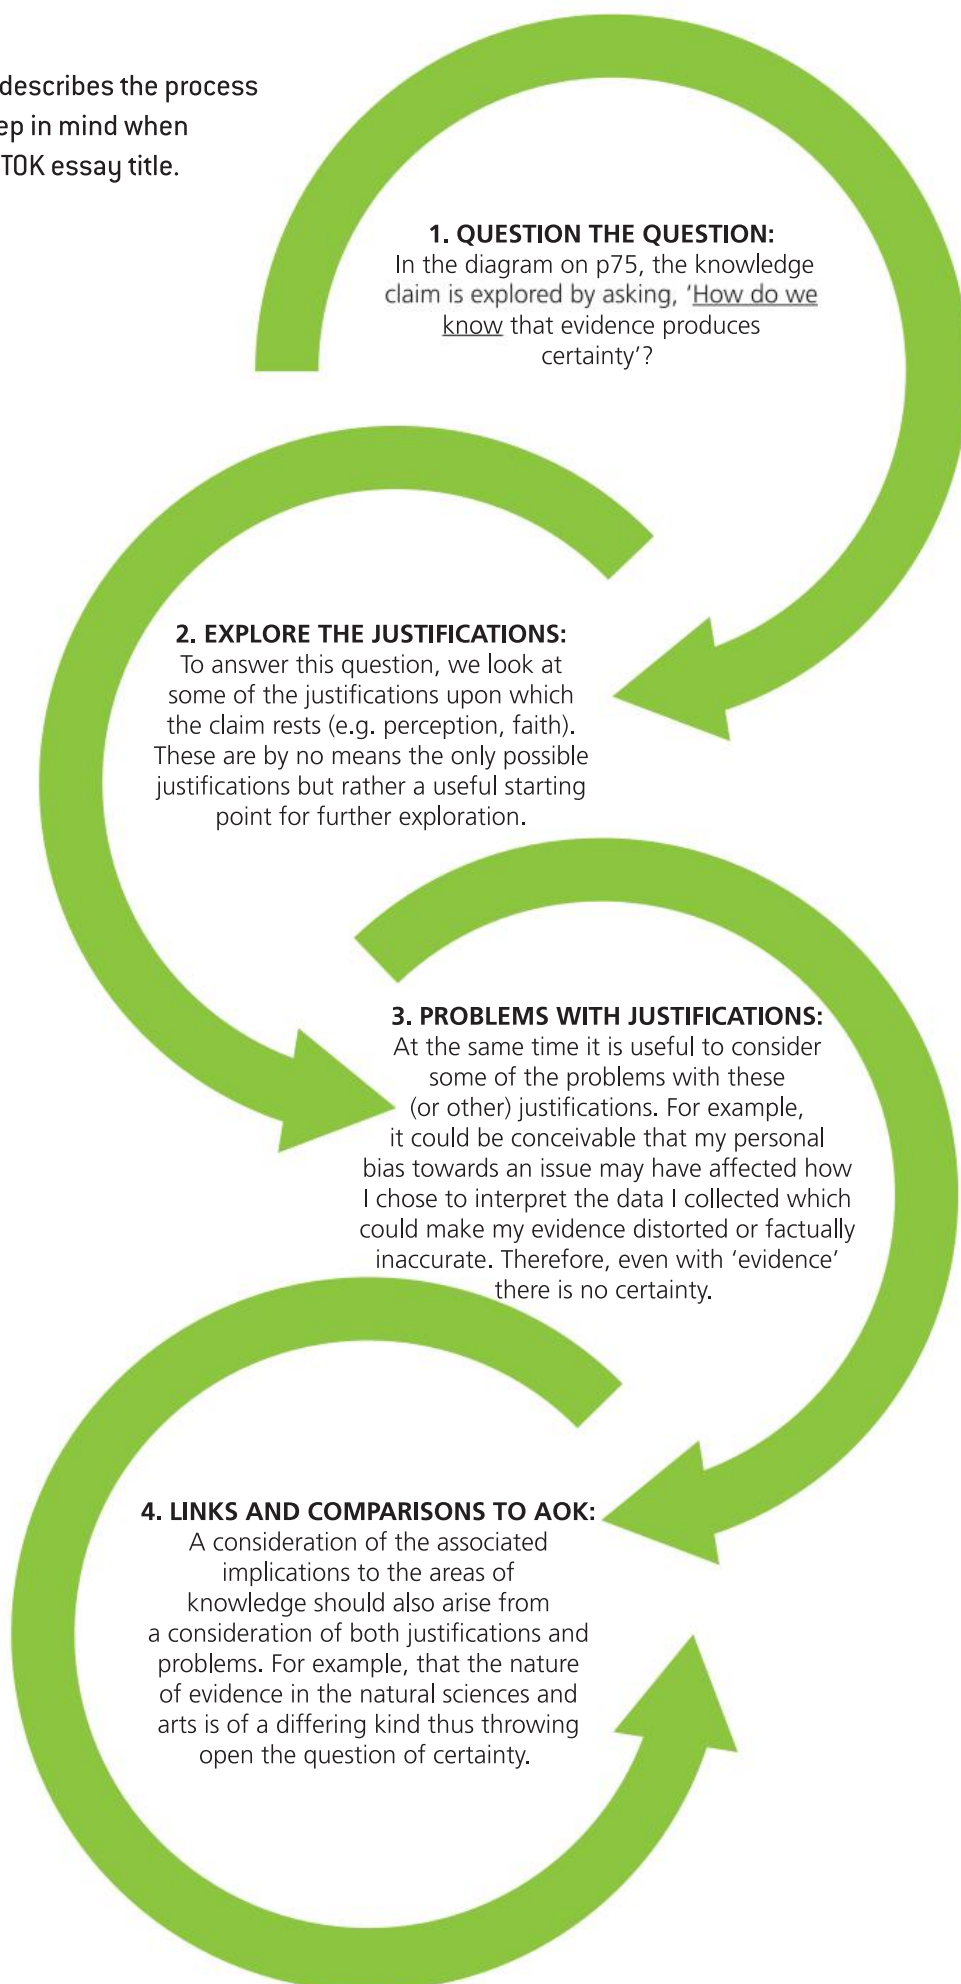 describes the process
ep in mind when
TOK essay title.
1. QUESTION THE QUESTION:
In the diagram on p75, the knowledge
claim is explored by asking, ‘How do we
know that evidence produces
certainty’?
2. EXPLORE THE JUSTIFICATIONS:
To answer this question, we look at
some of the justifications upon which
the claim rests (e.g. perception, faith).
These are by no means the only possible
justifications but rather a useful starting
point for further exploration.
3. PROBLEMS WITH JUSTIFICATIONS:
At the same time it is useful to consider
some of the problems with these
(or other) justifications. For example,
it could be conceivable that my personal
bias towards an issue may have affected how
I chose to interpret the data I collected which
could make my evidence distorted or factually
inaccurate. Therefore, even with ‘evidence’
there is no certainty.
4. LINKS AND COMPARISONS TO AOK:
A consideration of the associated
implications to the areas of
knowledge should also arise from
a consideration of both justifications and
problems. For example, that the nature
of evidence in the natural sciences and
arts is of a differing kind thus throwing
open the question of certainty.